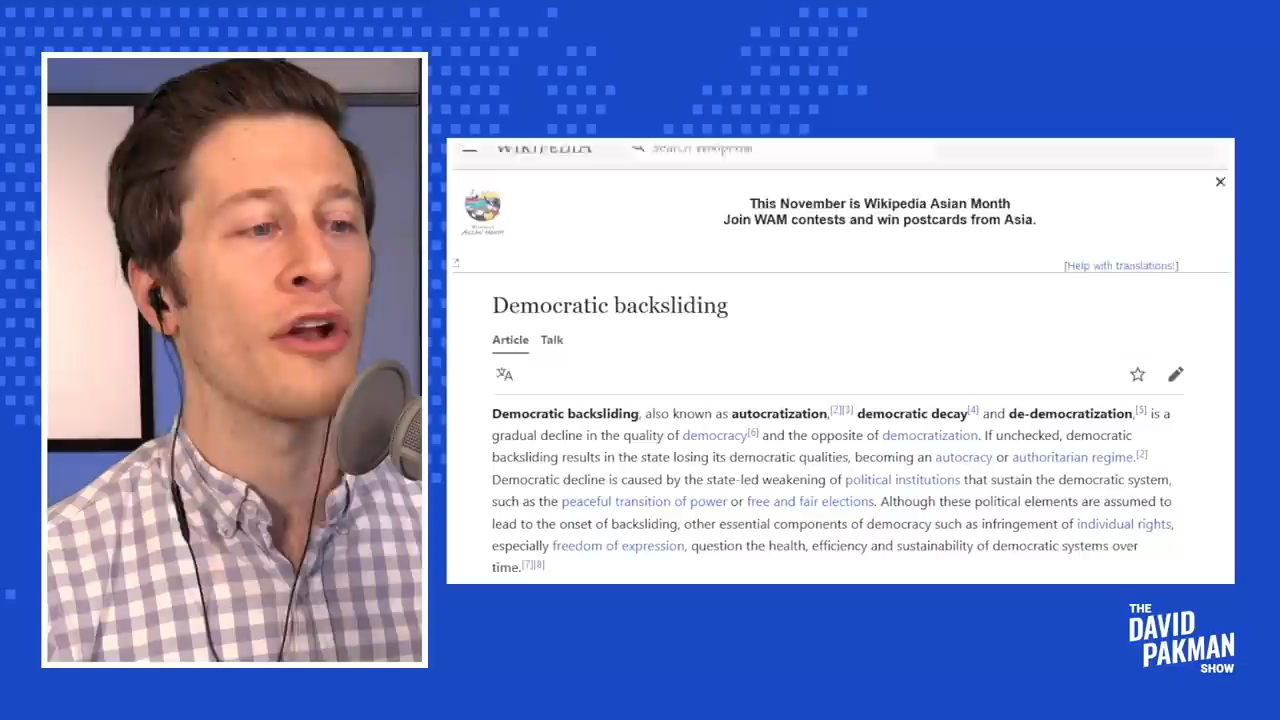 WIKIPEDIA Search Wikipedia
This November is Wikipedia Asian Month
Join WAM contests and win postcards from Asia.
ASIAN MONTH
[Help with translations!]
Democratic backsliding
Article Talk
Democratic backsliding, also known as autocratization,[2][3] democratic decay[4] and de-democratization,[5] is a
gradual decline in the quality of democracy[6] and the opposite of democratization. If unchecked, democratic
backsliding results in the state losing its democratic qualities, becoming an autocracy or authoritarian regime.[2]
Democratic decline is caused by the state-led weakening of political institutions that sustain the democratic system,
such as the peaceful transition of power or free and fair elections. Although these political elements are assumed to
lead to the onset of backsliding, other essential components of democracy such as infringement of individual rights,
especially freedom of expression, question the health, efficiency and sustainability of democratic systems over
time.[7][8]
THE
DAVID
PAKMAN
SHOW